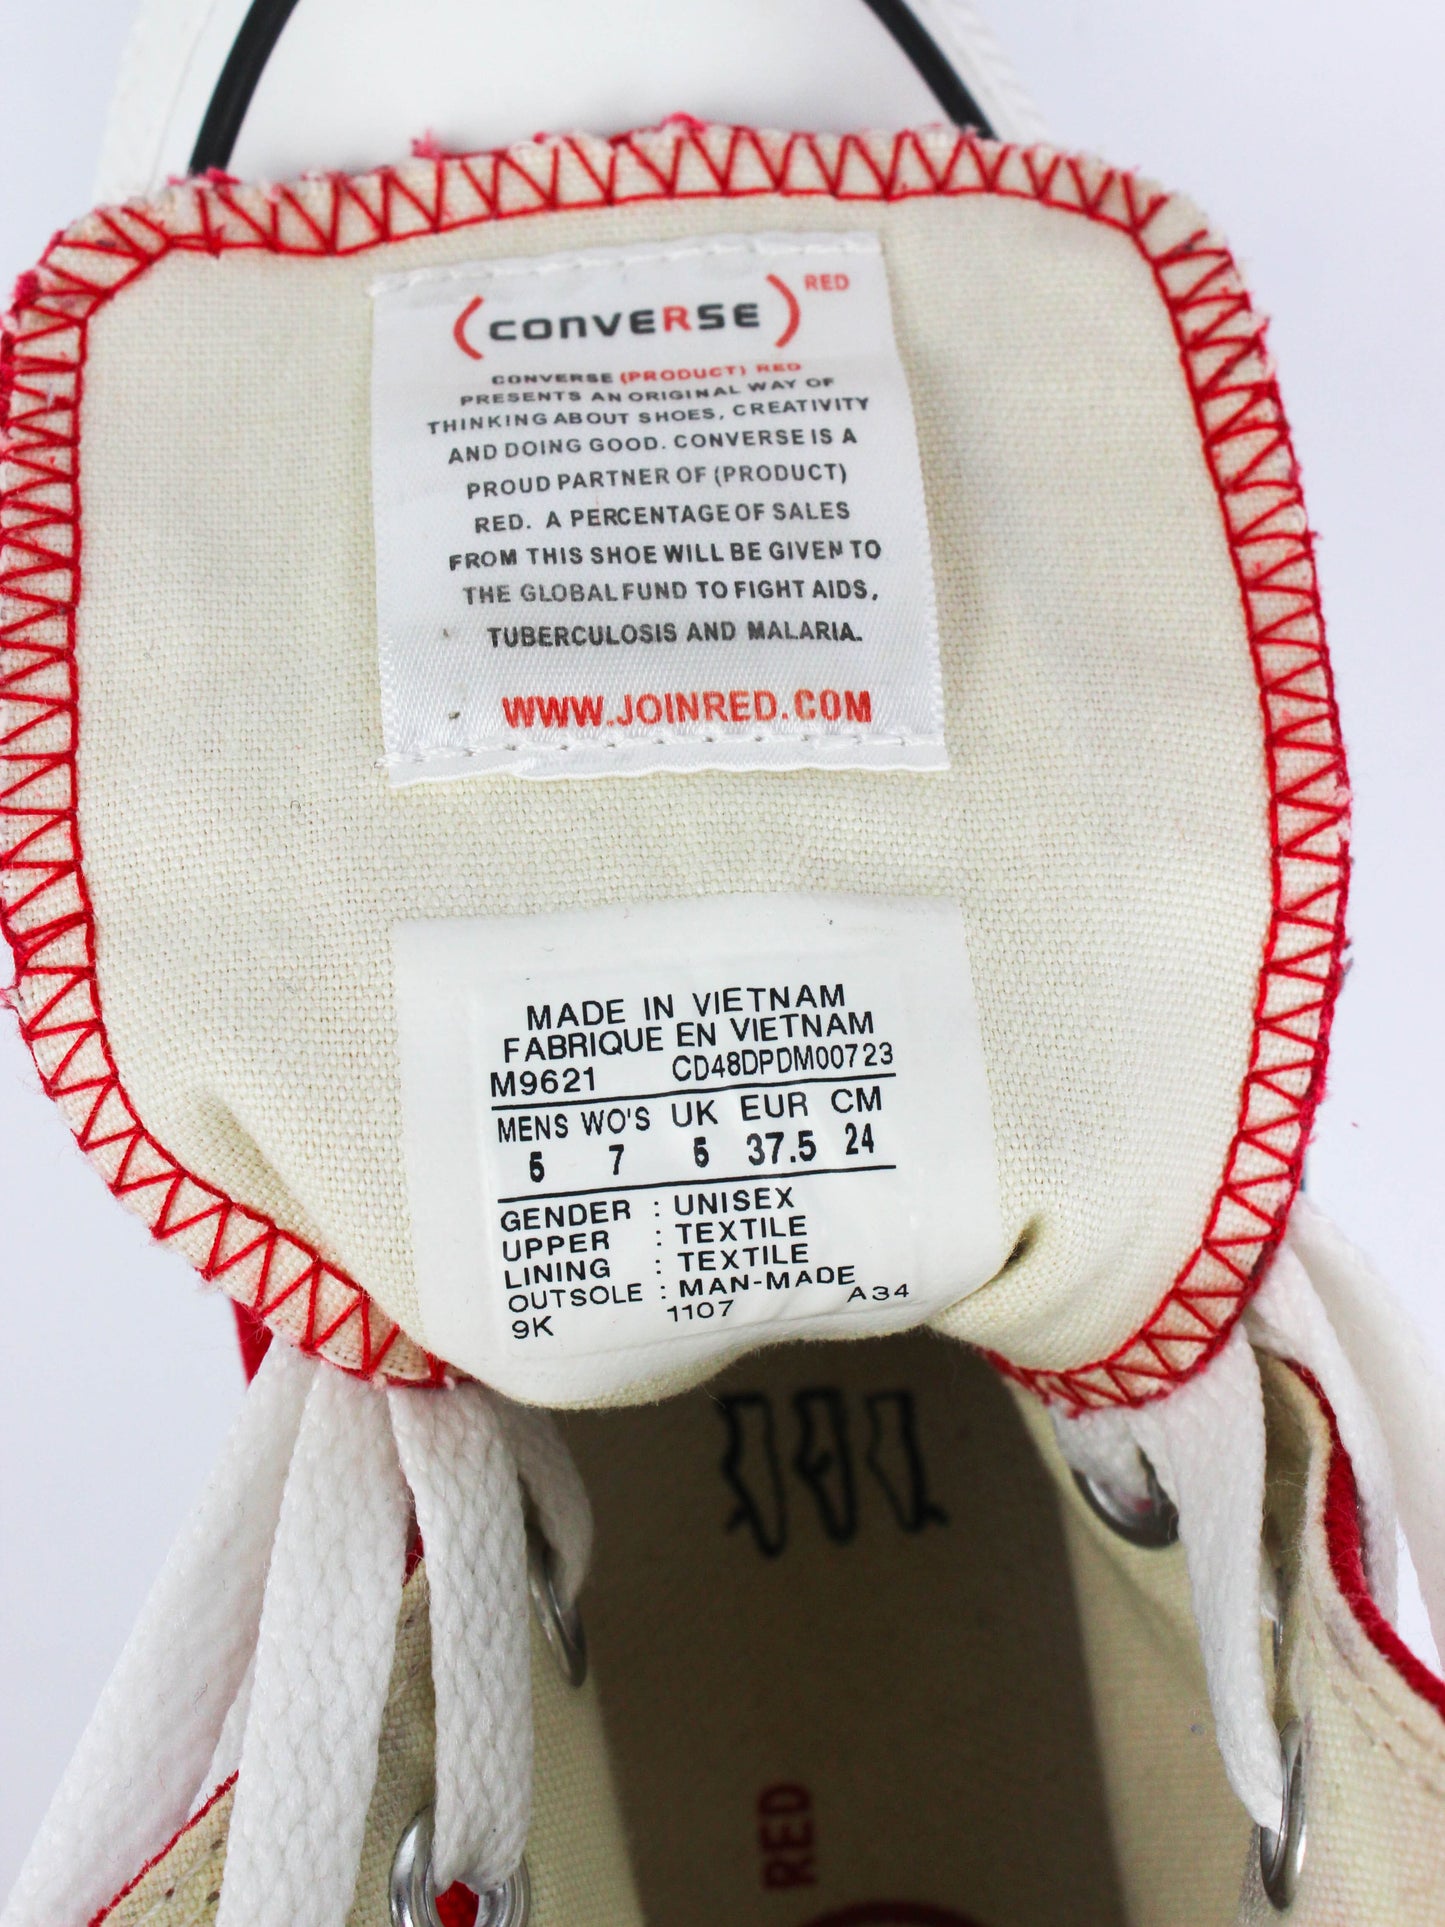 (CONVERSE) RED
CONVERSE (PRODUCT) RED
PRESENTS AN ORIGINAL WAY OF
THINKING ABOUT SHOES, CREATIVITY
AND DOING GOOD. CONVERSE IS A
PROUD PARTNER OF (PRODUCT)
RED. A PERCENTAGE OF SALES
FROM THIS SHOE WILL BE GIVEN TO
THE GLOBAL FUND TO FIGHT AIDS,
TUBERCULOSIS AND MALARIA.
WWW.JOINRED.COM
MADE IN VIETNAM
FABRIQUE EN VIETNAM
M9621 CD48DPDM00723
MENS WO'S UK EUR CM
5 7 5 37.5 24
GENDER : UNISEX
UPPER : TEXTILE
LINING : TEXTILE
OUTSOLE : MAN-MADE
9K 1107 A34
RED